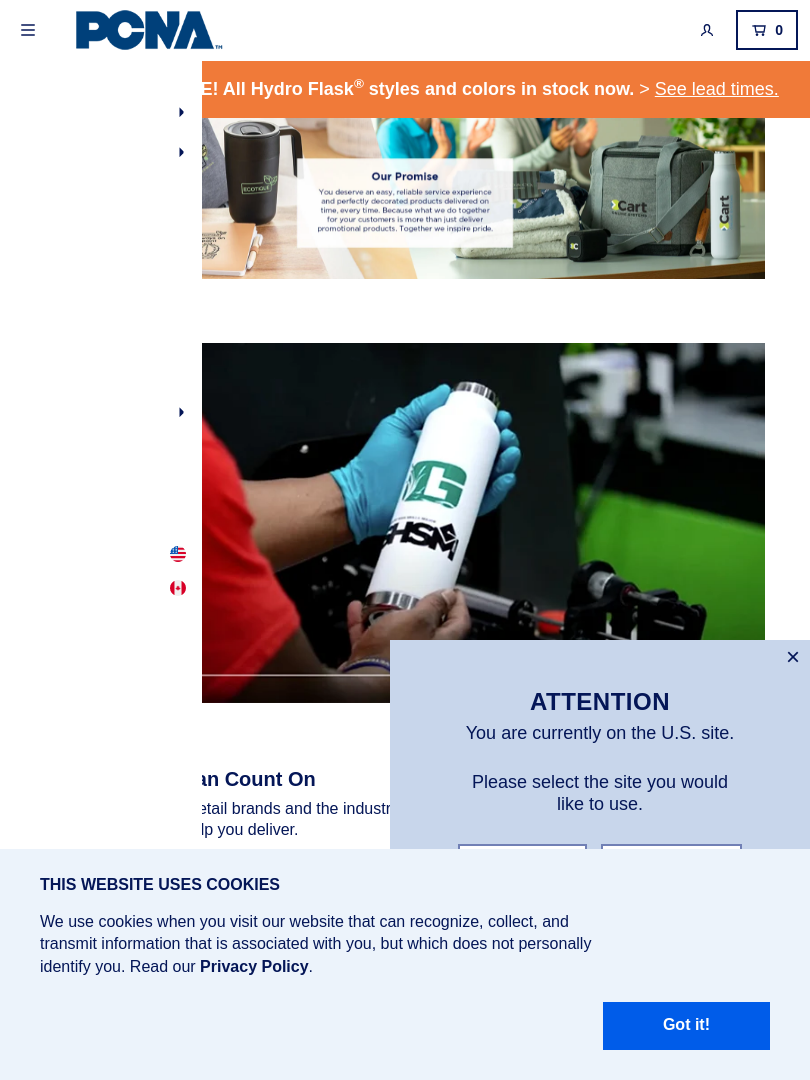 PCNA™
0
E! All Hydro Flask® styles and colors in stock now. > See lead times.
Our Promise
You deserve an easy, reliable service experience
and perfectly decorated products delivered on
time, every time. Because what we do together
for your customers is more than just deliver
promotional products. Together we inspire pride.
ECOTIQUE
Cart
Cart
G
GHSM
ATTENTION
You are currently on the U.S. site.
Please select the site you would
like to use.
an Count On
etail brands and the industr
lp you deliver.
THIS WEBSITE USES COOKIES
We use cookies when you visit our website that can recognize, collect, and
transmit information that is associated with you, but which does not personally
identify you. Read our Privacy Policy.
Got it!